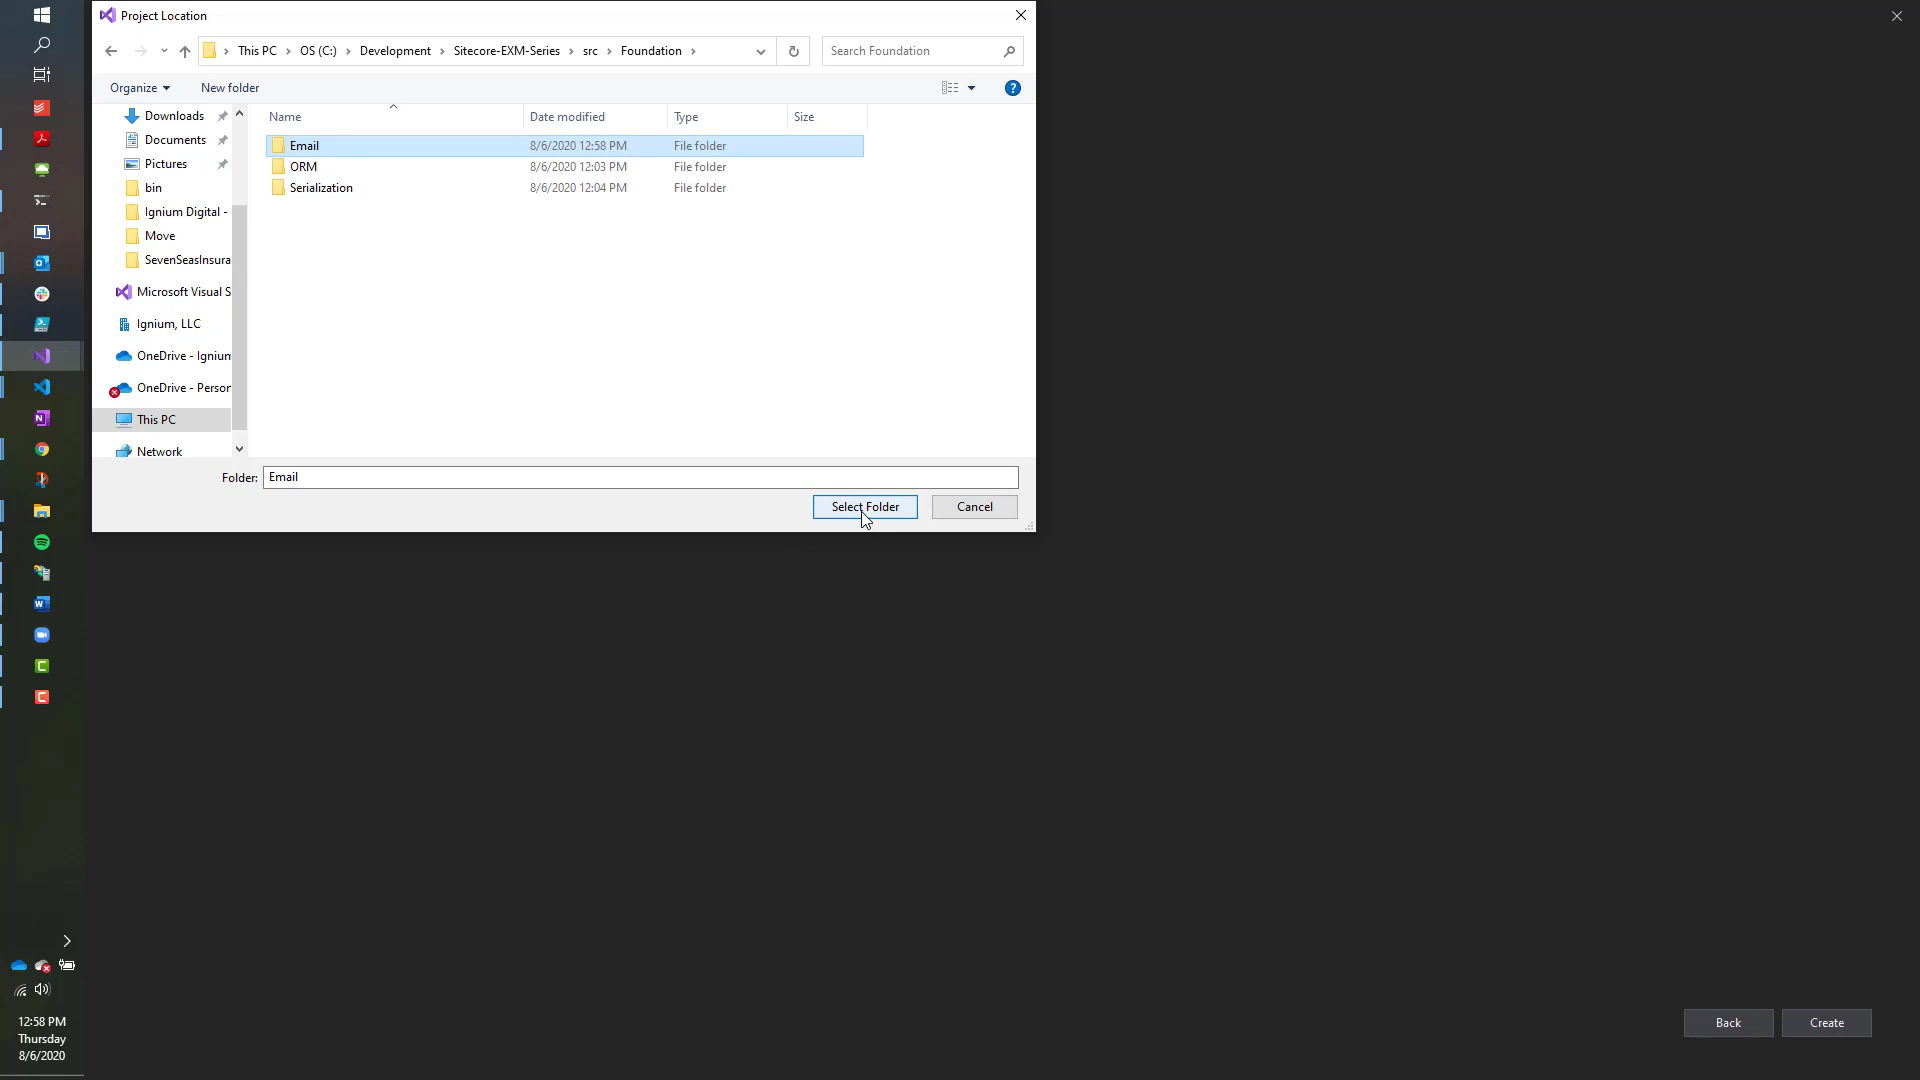 Project Location
This PC
OS (C:)
Development
Sitecore-EXM-Series
src
Foundation
Search Foundation
Organize
New folder
Name
Date modified
Type
Size
Downloads
Documents
Pictures
bin
Ignium Digital -
Move
SevenSeasInsura
Microsoft Visual S
Ignium, LLC
OneDrive - Ignium
OneDrive - Person
This PC
Network
Email 8/6/2020 12:58 PM File folder
ORM 8/6/2020 12:03 PM File folder
Serialization 8/6/2020 12:04 PM File folder
Folder: Email
Select Folder
Cancel
12:58 PM
Thursday
8/6/2020
Back
Create